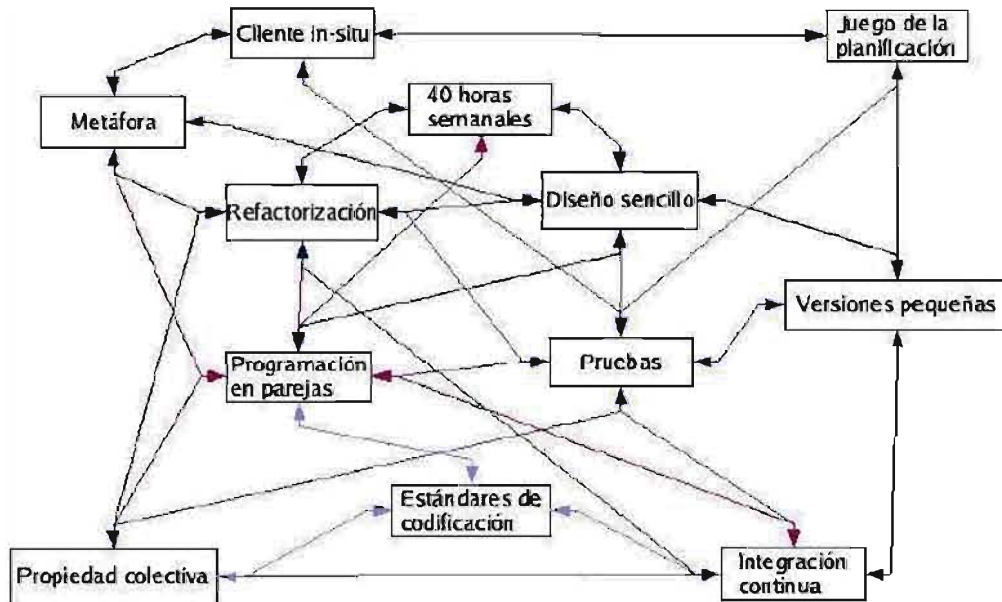 Cliente in-situ
Juego de la
planificación
40 horas
semanales
Metáfora
Refactorización
Diseño sencillo
Versiones pequeñas
Programación
en parejas
Pruebas
Estándares de
codificación
Propiedad colectiva
Integración
continua